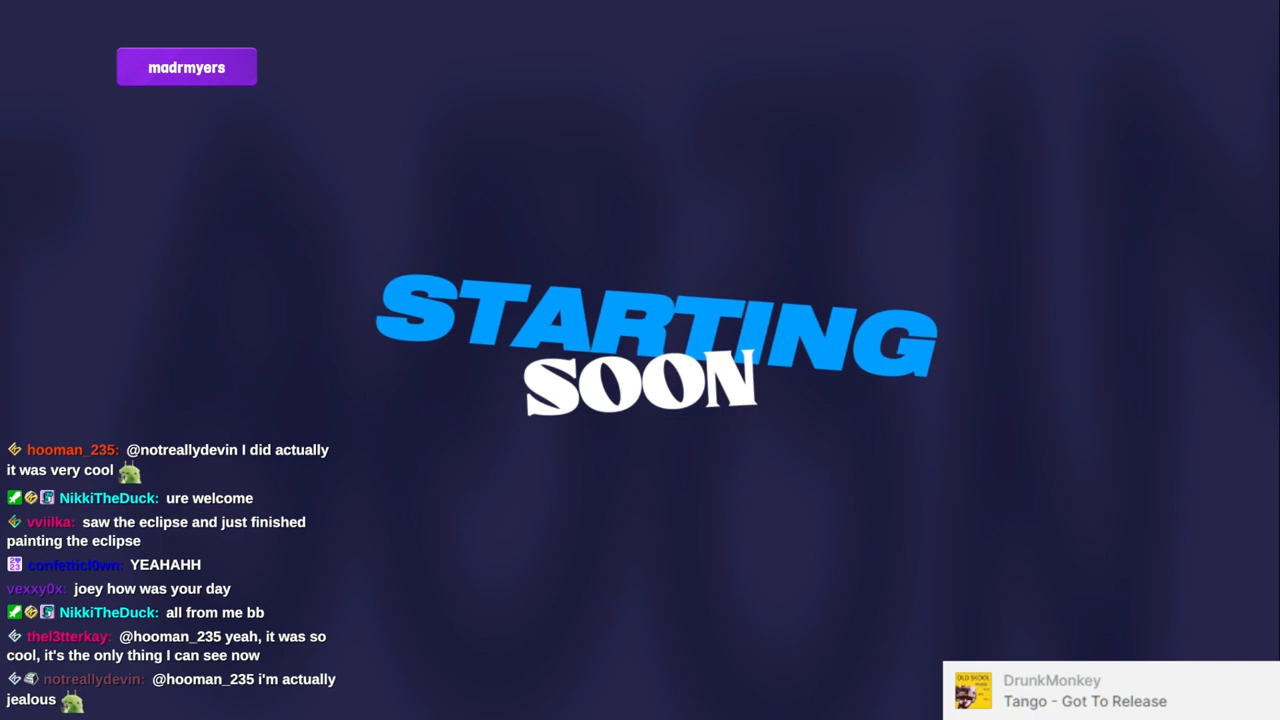 madrmyers
STARTING
SOON
hooman_235: @notreallydevin I did actually
it was very cool
NikkiTheDuck: ure welcome
vviilka: saw the eclipse and just finished
painting the eclipse
confetticl0wn: YEAHAHH
vexxy0x: joey how was your day
NikkiTheDuck: all from me bb
thel3tterkay: @hooman_235 yeah, it was so
cool, it's the only thing I can see now
notreallydevin: @hooman_235 i'm actually
jealous
OLD SKOOL
DrunkMonkey
Tango - Got To Release